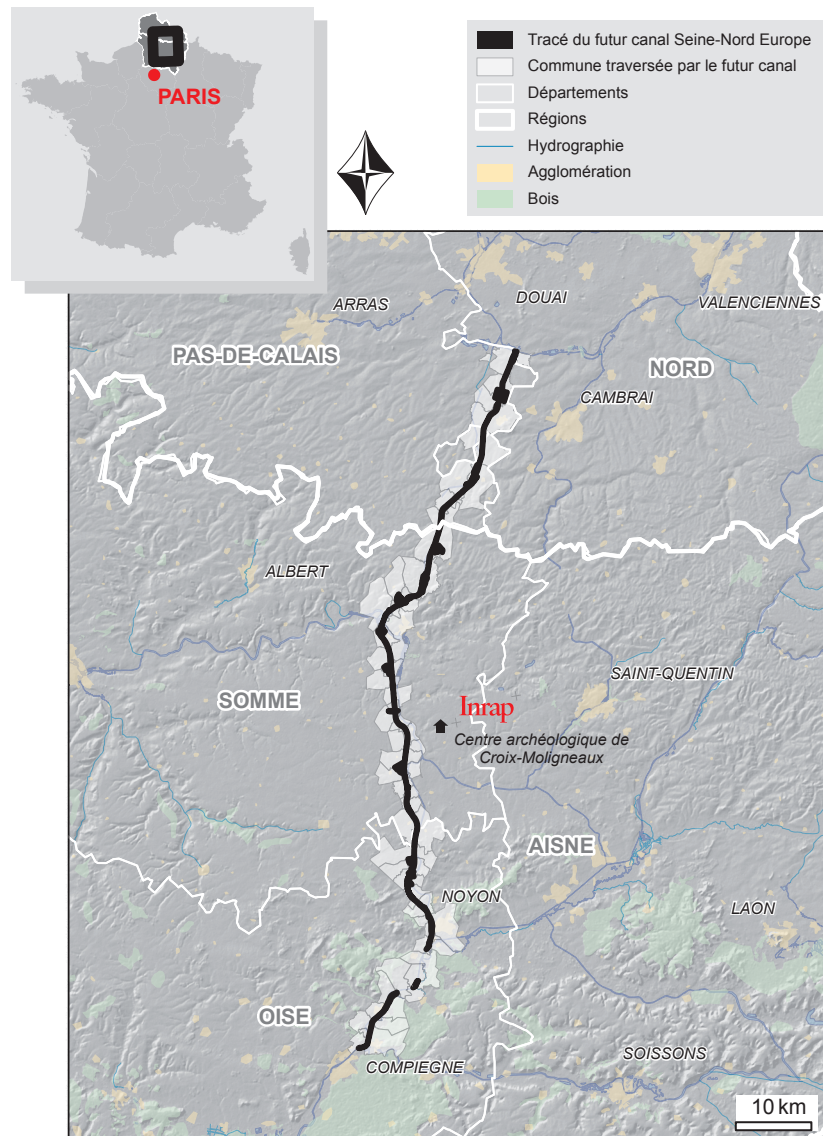 PARIS
Tracé du futur canal Seine-Nord Europe
Commune traversée par le futur canal
Départements
Régions
Hydrographie
Agglomération
Bois
ARRAS
DOUAI
VALENCIENNES
PAS-DE-CALAIS
NORD
CAMBRAI
ALBERT
SAINT-QUENTIN
SOMME
Inrap
Centre archéologique de
Croix-Moligneaux
AISNE
NOYON
LAON
OISE
SOISSONS
COMPIEGNE
10 km